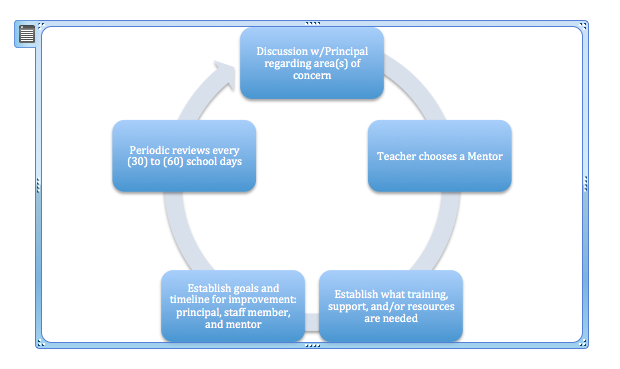 Discussion w/Principal
regarding area(s) of
concern
Teacher chooses a Mentor
Establish what training,
support, and/or resources
are needed
Establish goals and
timeline for improvement:
principal, staff member,
and mentor
Periodic reviews every
(30) to (60) school days